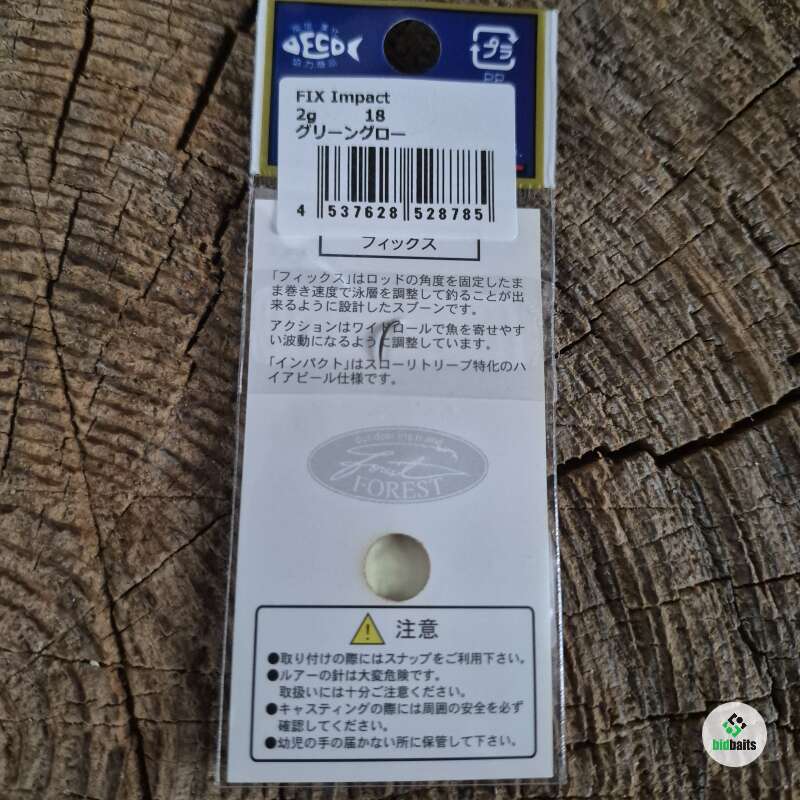 ECO
協力商品
プラ
PP
FIX Impact
2g 18
グリーングロー
4 537628 528785
フィックス
「フィックス」はロッドの角度を固定したま
ま巻き速度で泳層を調整して釣ることが出
来るように設計したスプーンです。
アクションはワイドロールで魚を寄せやす
い波動になるように調整しています。
「インパクト」はスローリトリーブ特化のハ
イアピール仕様です。
Forest
FOREST
注意
●取り付けの際にはスナップをご利用下さい。
●ルアーの針は大変危険です。
取扱いには十分ご注意ください。
●キャスティングの際には周囲の安全を必ず
確認してください。
●幼児の手の届かない所に保管して下さい。
bidbaits